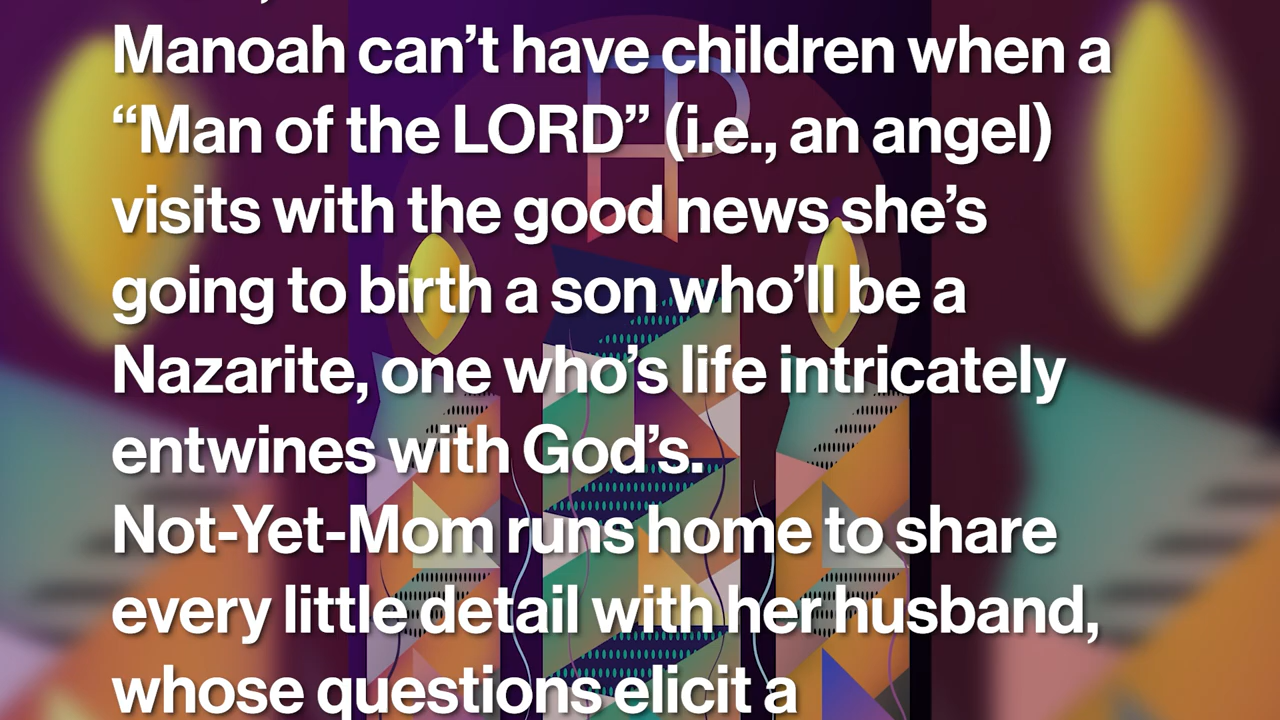 Manoah can’t have children when a
“Man of the LORD” (i.e., an angel)
visits with the good news she’s
going to birth a son who’ll be a
Nazarite, one who’s life intricately
entwines with God’s.
Not-Yet-Mom runs home to share
every little detail with her husband,
whose questions elicit a